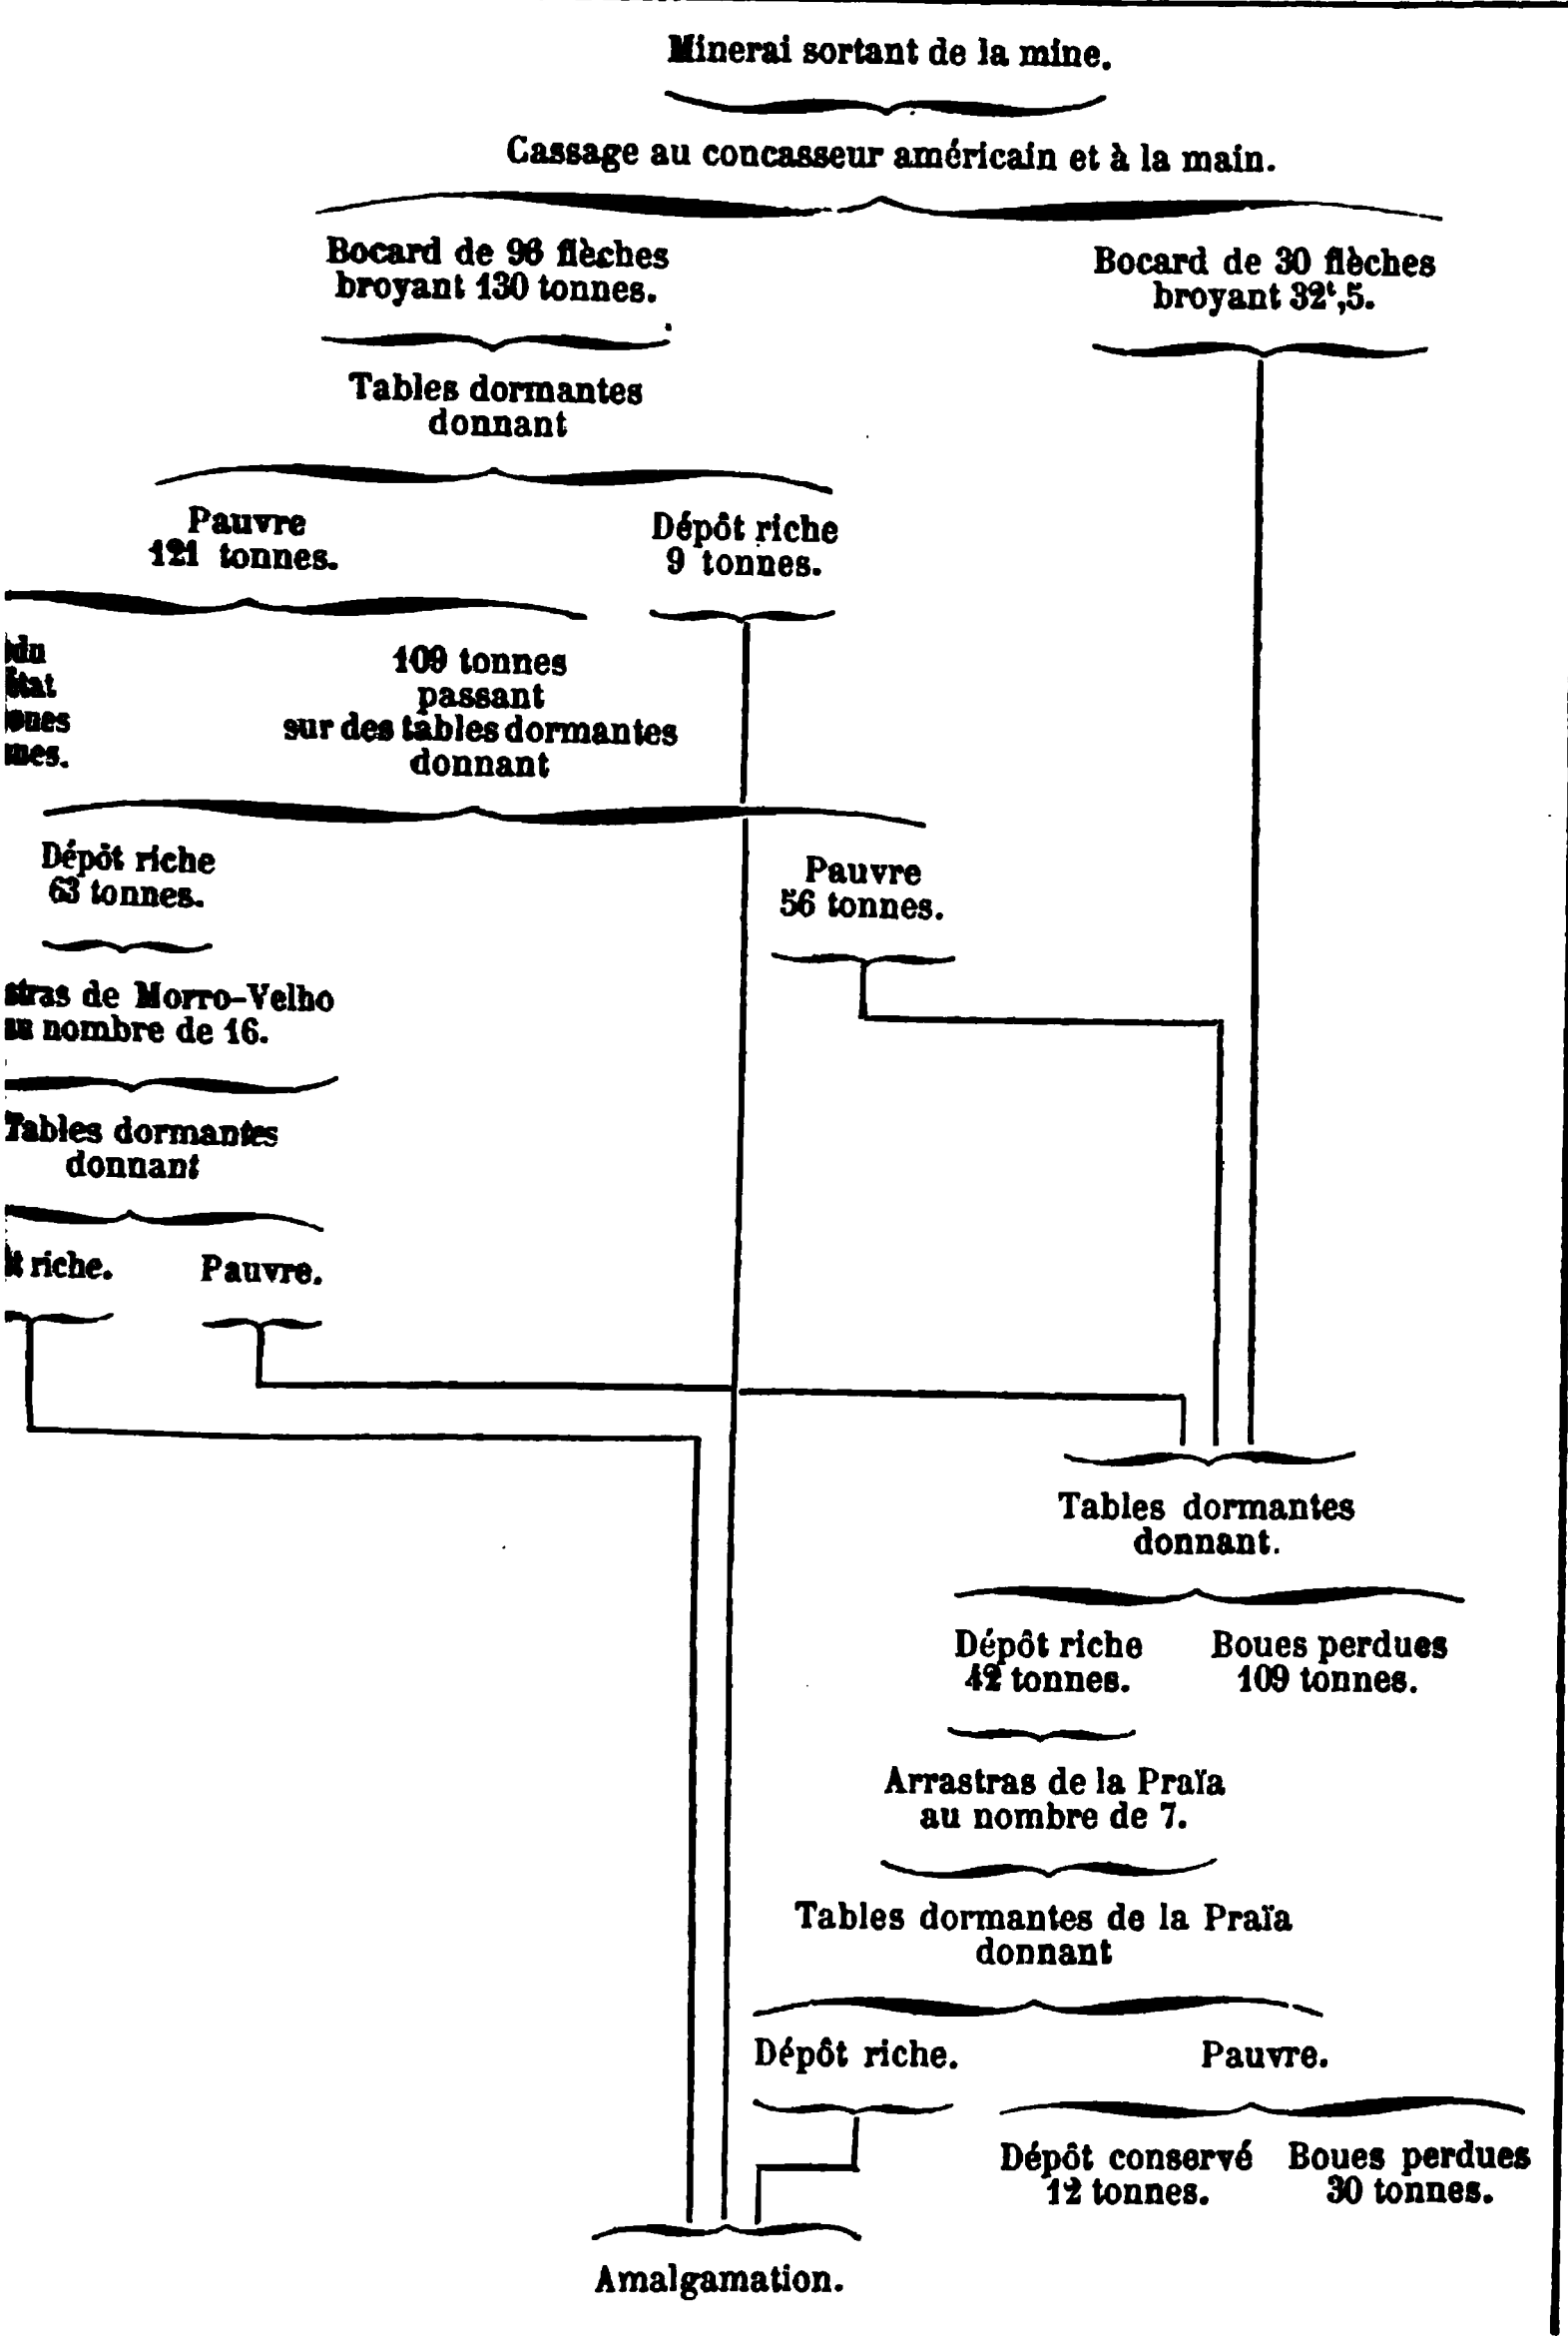 Minerai sortant de la mine.
Cassage au concasseur américain et à la main.
Bocard de 96 flèches
broyant 130 tonnes.
Bocard de 30 flèches
broyant 32ᵗ,5.
Tables dormantes
donnant
Pauvre
121 tonnes.
Dépôt riche
9 tonnes.
109 tonnes
passant
sur des tables dormantes
donnant
Dépôt riche
63 tonnes.
Pauvre
56 tonnes.
de Morro-Velho
nombre de 16.
Tables dormantes
donnant
riche.
Pauvre.
Tables dormantes
donnant.
Dépôt riche
42 tonnes.
Boues perdues
109 tonnes.
Arrastras de la Praïa
au nombre de 7.
Tables dormantes de la Praïa
donnant
Dépôt riche.
Pauvre.
Dépôt conservé
12 tonnes.
Boues perdues
30 tonnes.
Amalgamation.